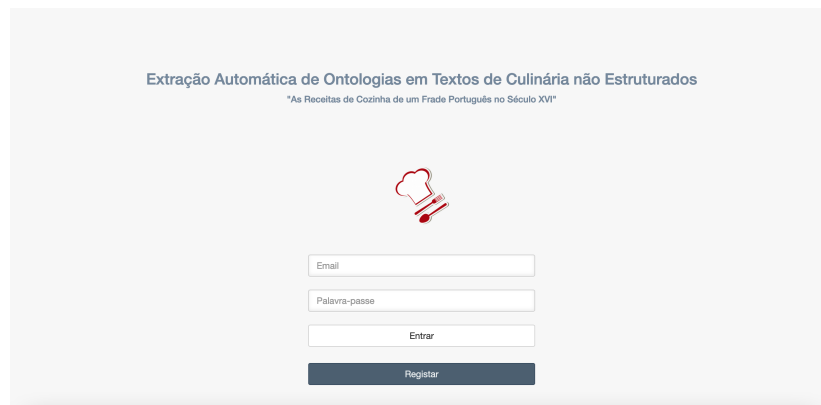 Extração Automática de Ontologias em Textos de Culinária não Estruturados
"As Receitas de Cozinha de um Frade Português no Século XVI"
Email
Palavra-passe
Entrar
Registar